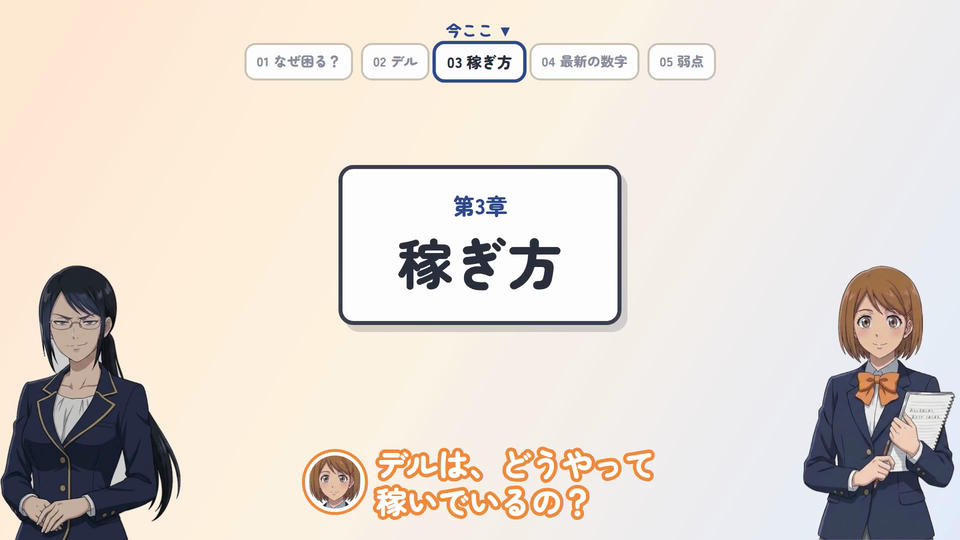 今ここ ▼
01 なぜ困る？
02 デル
03 稼ぎ方
04 最新の数字
05 弱点
第3章
稼ぎ方
デルは、どうやって
稼いでいるの？